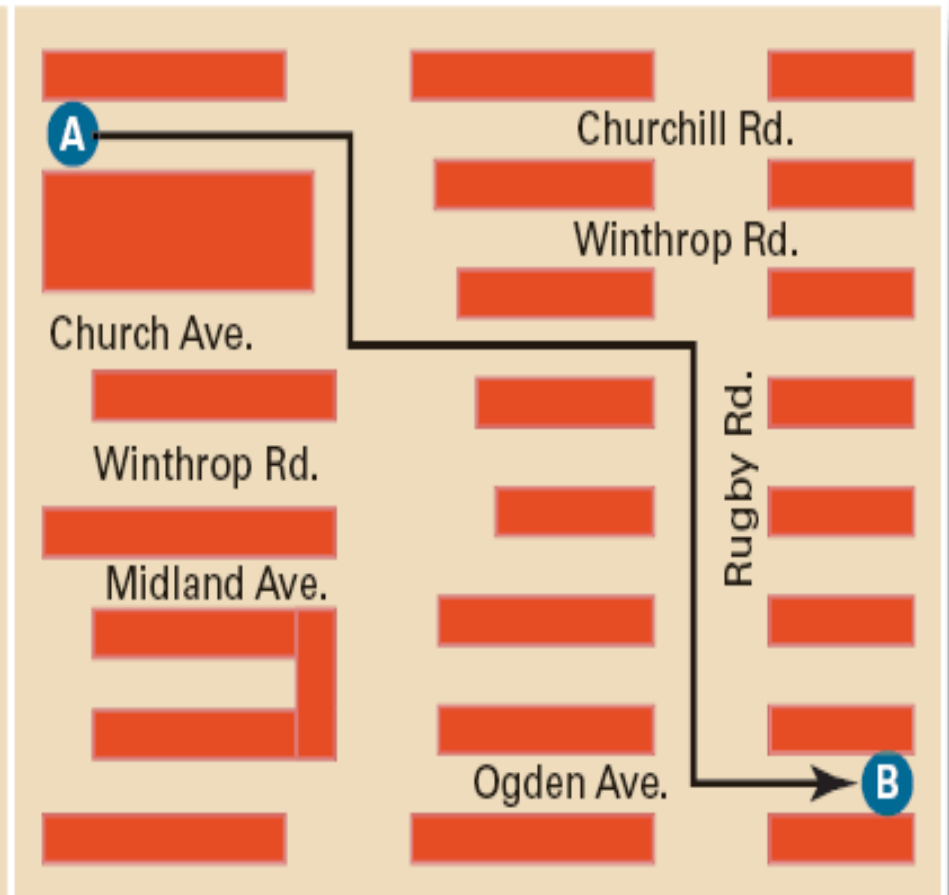 A
Churchill Rd.
Winthrop Rd.
Church Ave.
Rugby Rd.
Winthrop Rd.
Midland Ave.
Ogden Ave.
B